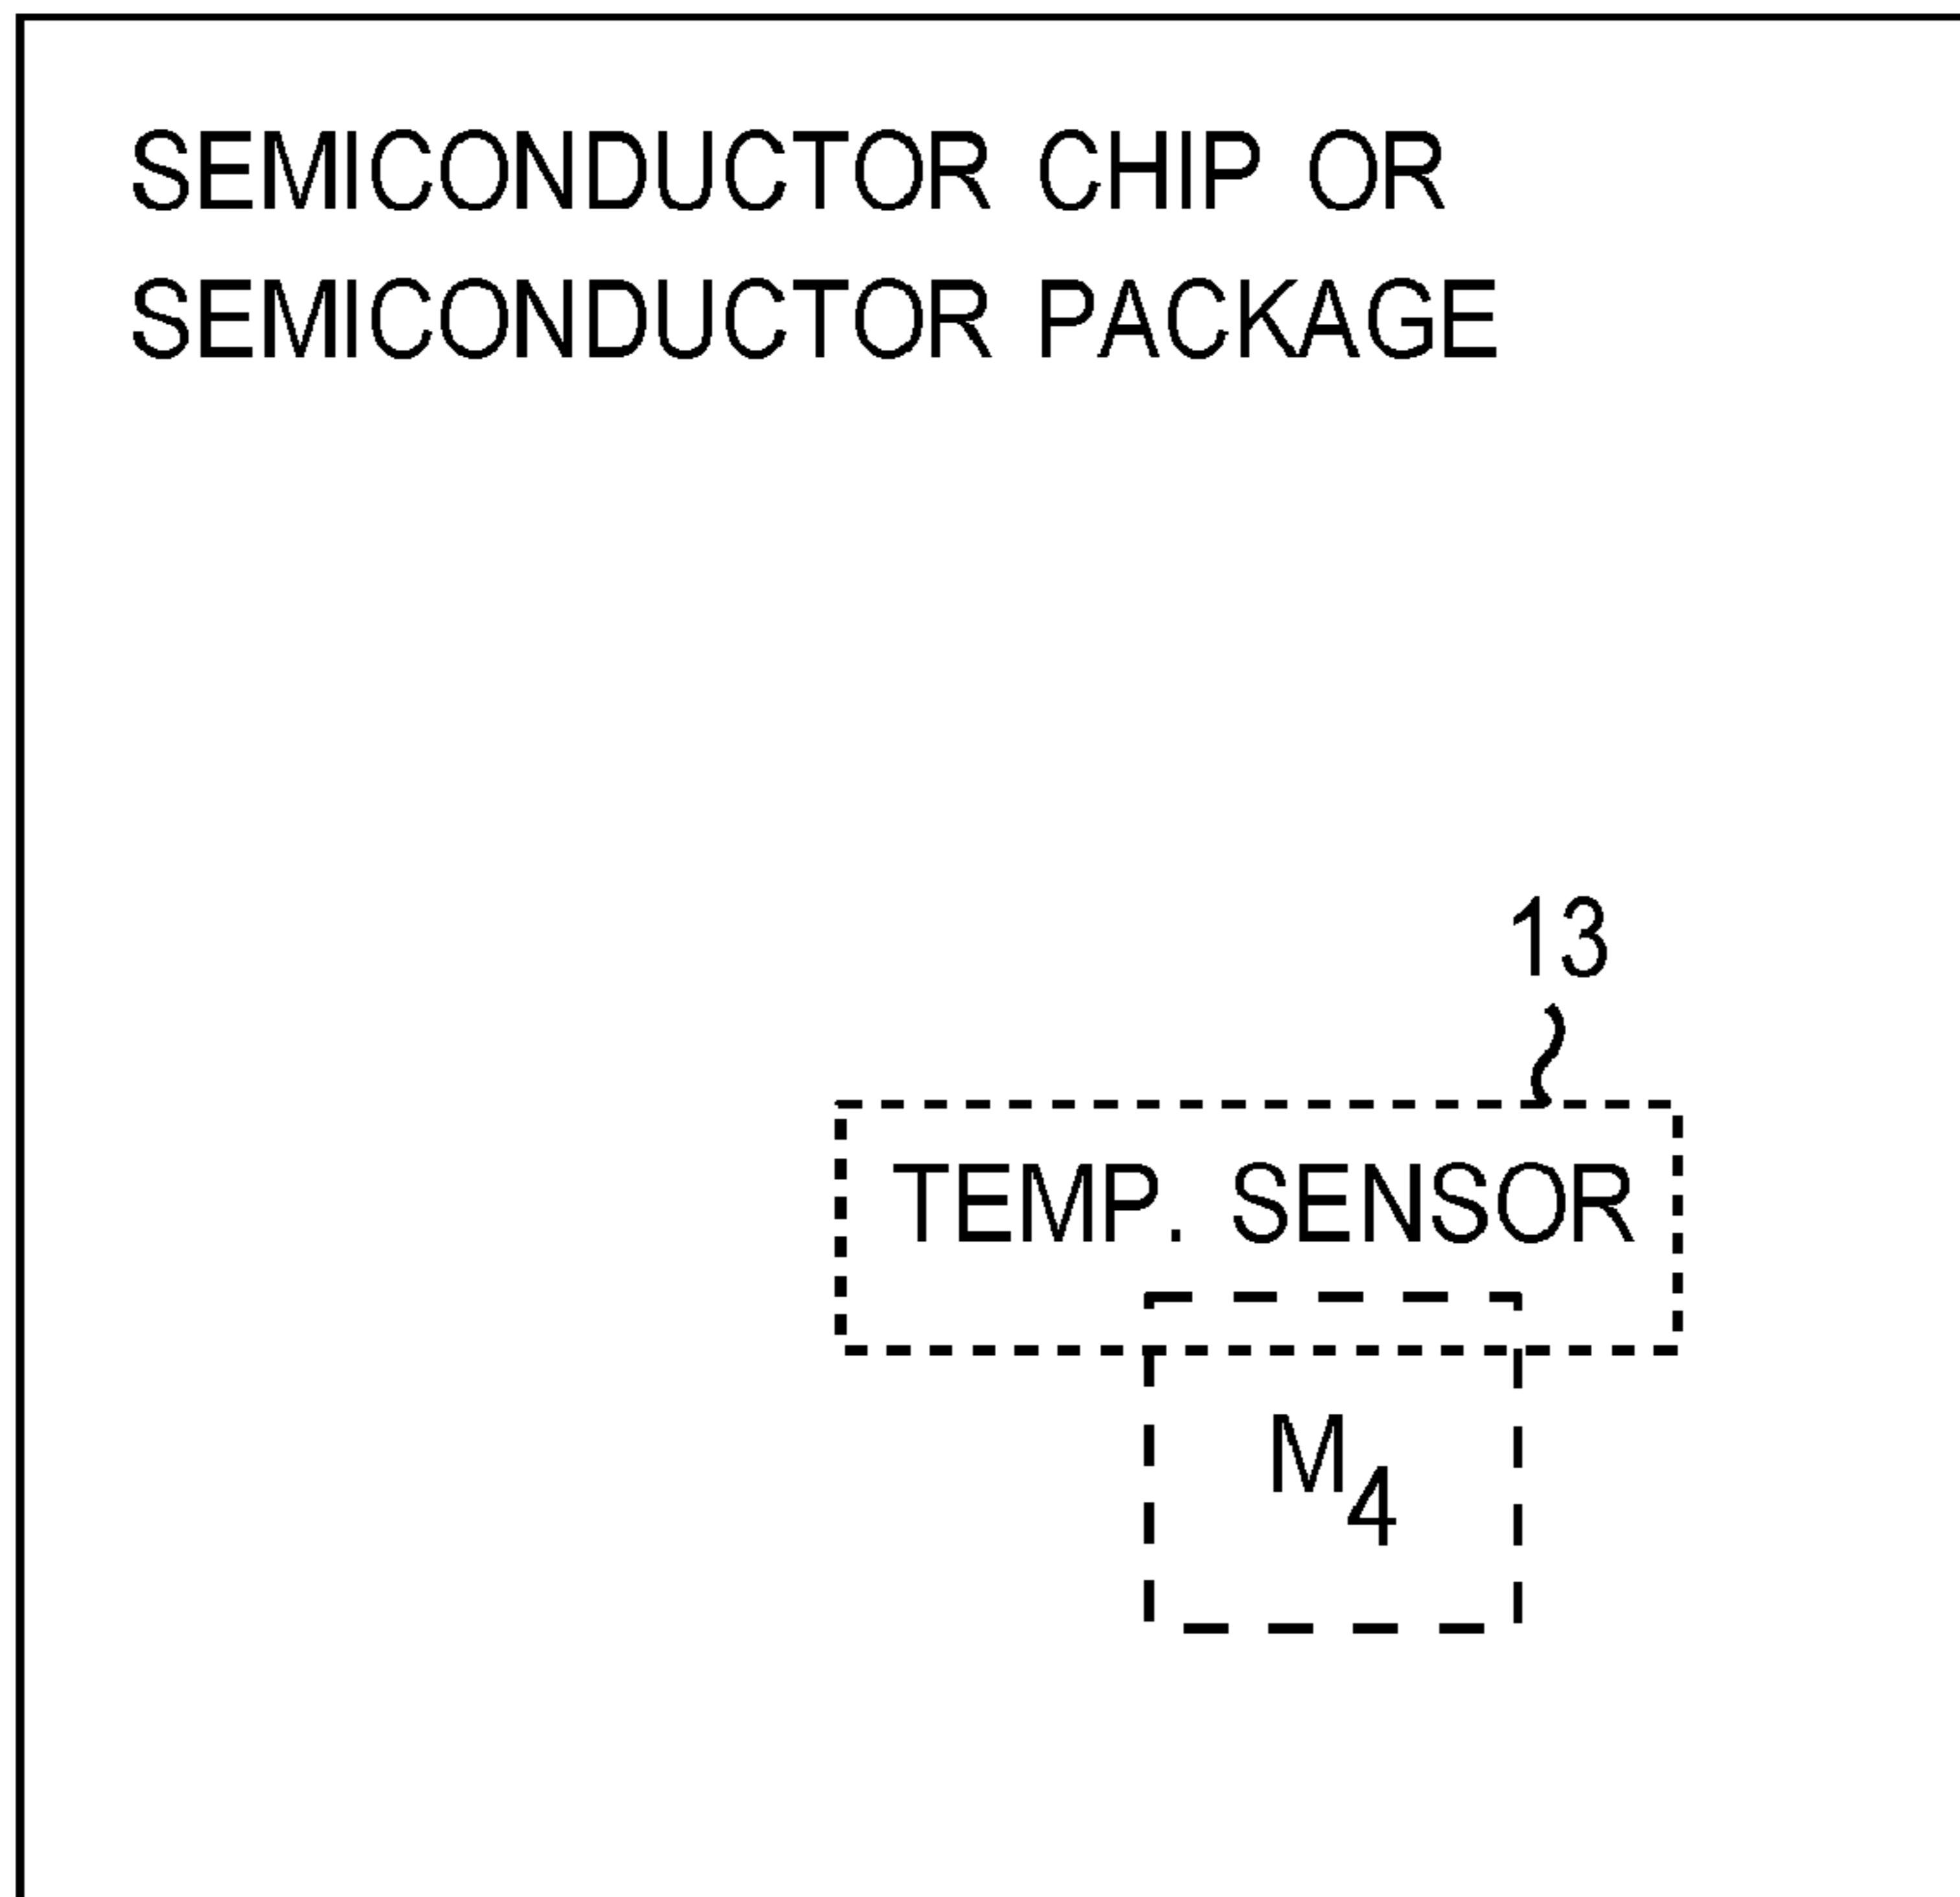 SEMICONDUCTOR CHIP OR
SEMICONDUCTOR PACKAGE
13
TEMP. SENSOR
M4